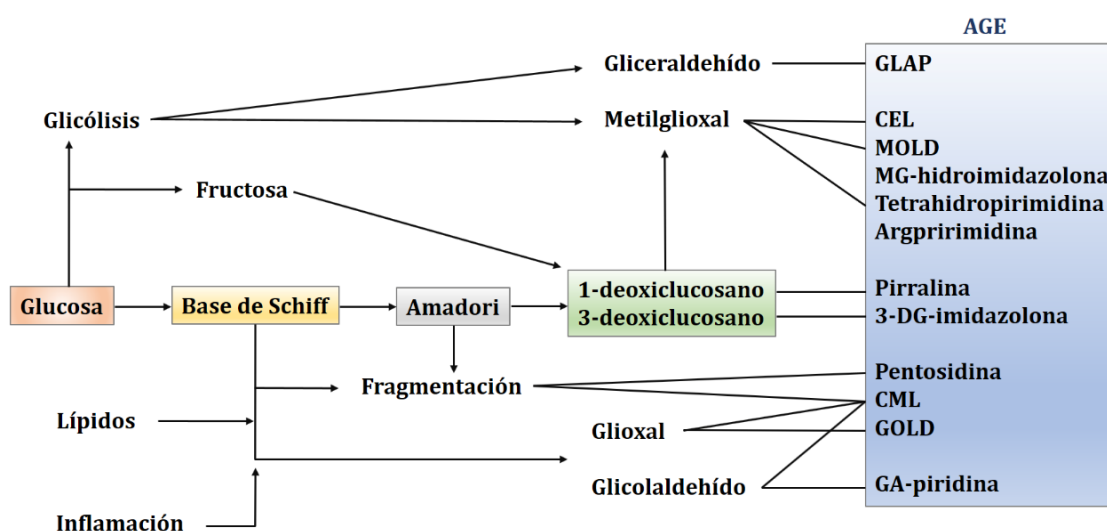 AGE
Gliceraldehído
GLAP
Glicólisis
Metilglioxal
CEL
MOLD
MG-hidroimidazolona
Fructosa
Tetrahidropirimidina
Argpririmidina
Glucosa
Base de Schiff
Amadori
1-deoxiclucosano
3-deoxiclucosano
Pirralina
3-DG-imidazolona
Fragmentación
Pentosidina
CML
Lípidos
Glioxal
GOLD
Glicolaldehído
GA-piridina
Inflamación